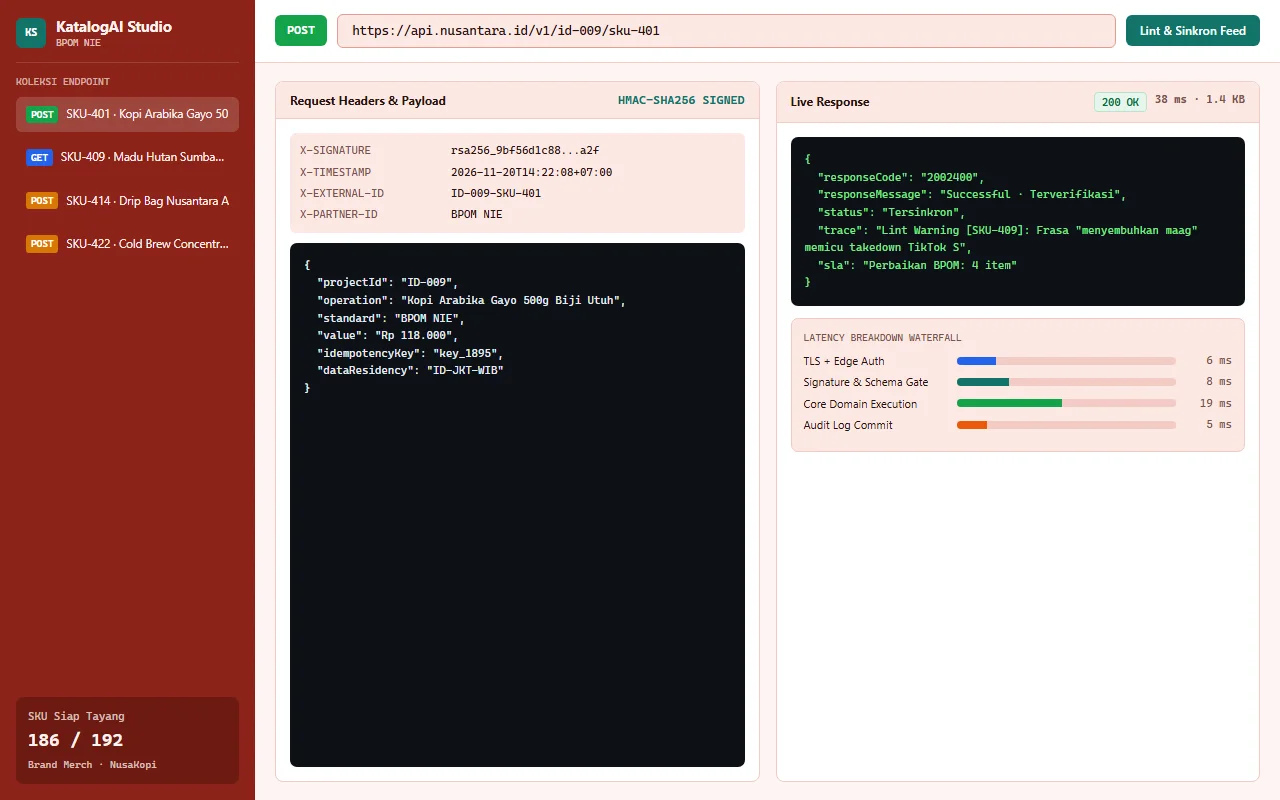 KS
KatalogAI Studio
BPOM NIE
KOLEKSI ENDPOINT
POST SKU-401 · Kopi Arabika Gayo 50
GET SKU-409 · Madu Hutan Sumba...
POST SKU-414 · Drip Bag Nusantara A
POST SKU-422 · Cold Brew Concentr...
SKU Siap Tayang
186 / 192
Brand Merch · NusaKopi
POST https://api.nusantara.id/v1/id-009/sku-401 Lint & Sinkron Feed
Request Headers & Payload HMAC-SHA256 SIGNED
X-SIGNATURE rsa256_9bf56d1c88...a2f
X-TIMESTAMP 2026-11-20T14:22:08+07:00
X-EXTERNAL-ID ID-009-SKU-401
X-PARTNER-ID BPOM NIE
{
"projectId": "ID-009",
"operation": "Kopi Arabika Gayo 500g Biji Utuh",
"standard": "BPOM NIE",
"value": "Rp 118.000",
"idempotencyKey": "key_1895",
"dataResidency": "ID-JKT-WIB"
}
Live Response 200 OK 38 ms · 1.4 KB
{
"responseCode": "2002400",
"responseMessage": "Successful · Terverifikasi",
"status": "Tersinkron",
"trace": "Lint Warning [SKU-409]: Frasa "menyembuhkan maag"
memicu takedown TikTok S",
"sla": "Perbaikan BPOM: 4 item"
}
LATENCY BREAKDOWN WATERFALL
TLS + Edge Auth 6 ms
Signature & Schema Gate 8 ms
Core Domain Execution 19 ms
Audit Log Commit 5 ms